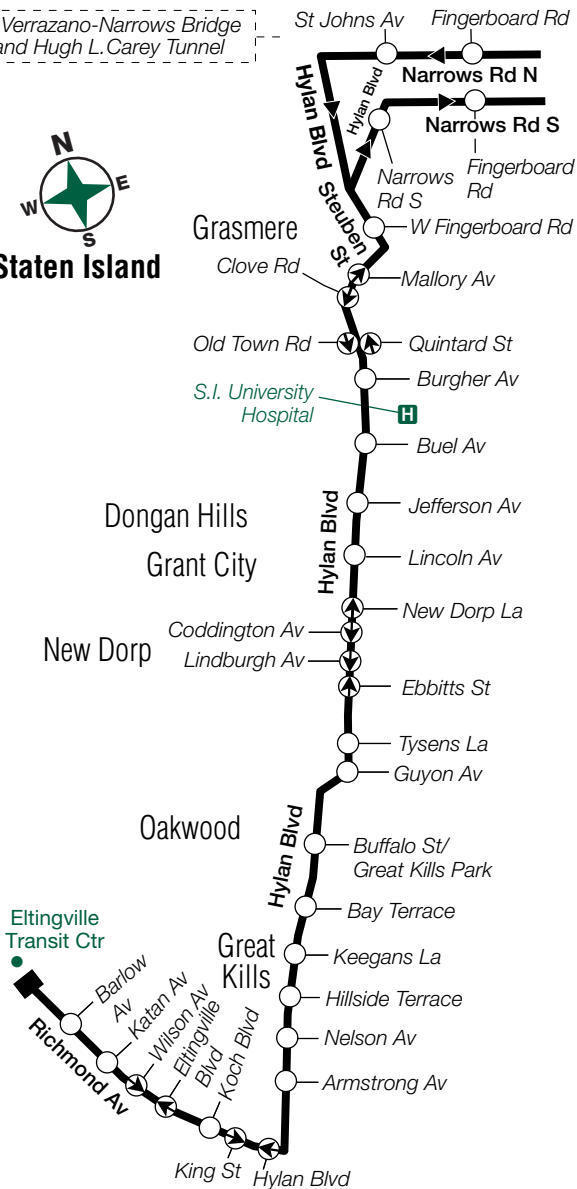 Verrazano-Narrows Bridge
and Hugh L.Carey Tunnel
St Johns Av
Fingerboard Rd
Narrows Rd N
Hylan Blvd
Hylan Blvd
Narrows Rd S
Narrows
Rd S
Fingerboard
Rd
N
E
W
S
Staten Island
Steuben
St
W Fingerboard Rd
Grasmere
Clove Rd
Mallory Av
Old Town Rd
Quintard St
Burgher Av
S.I. University
Hospital
H
Buel Av
Jefferson Av
Dongan Hills
Hylan Blvd
Lincoln Av
Grant City
New Dorp La
Coddington Av
New Dorp
Lindburgh Av
Ebbitts St
Tysens La
Guyon Av
Oakwood
Hylan Blvd
Buffalo St/
Great Kills Park
Bay Terrace
Great
Kills
Keegans La
Hillside Terrace
Nelson Av
Armstrong Av
Eltingville
Transit Ctr
Barlow
Av
Katan Av
Wilson Av
Eltingville
Blvd
Koch Blvd
Richmond Av
King St
Hylan Blvd